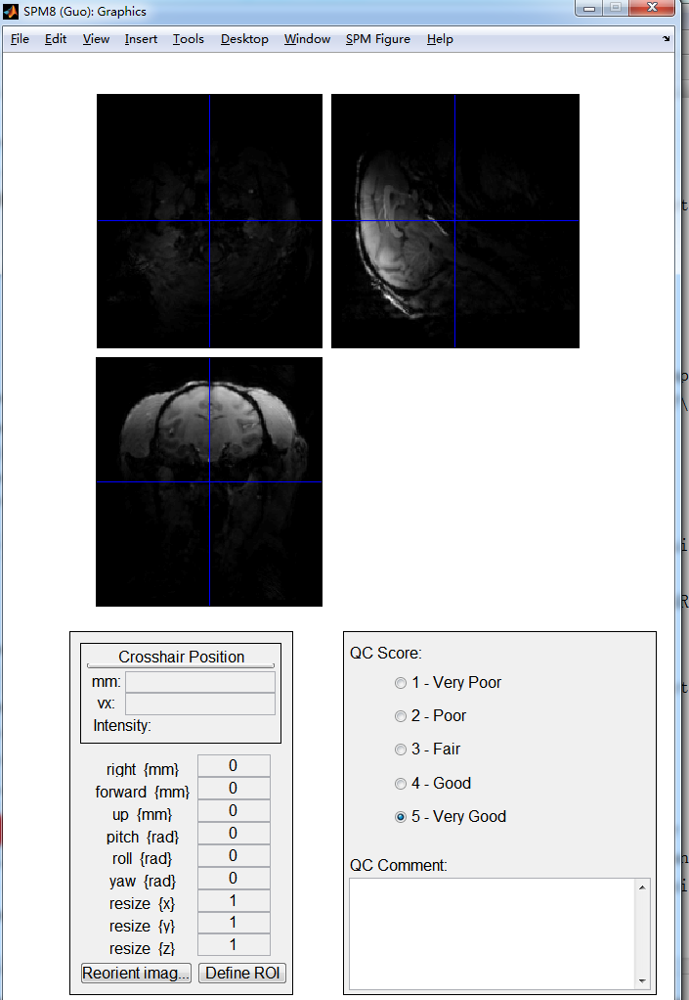 SPM8 (Guo): Graphics
File Edit View Insert Tools Desktop Window SPM Figure Help
t
p
\
i
R
t
n
i
Crosshair Position
mm:
vx:
Intensity:
right {mm} 0
forward {mm} 0
up {mm} 0
pitch {rad} 0
roll {rad} 0
yaw {rad} 0
resize {x} 1
resize {y} 1
resize {z} 1
Reorient imag... Define ROI
QC Score:
1 - Very Poor
2 - Poor
3 - Fair
4 - Good
5 - Very Good
QC Comment: